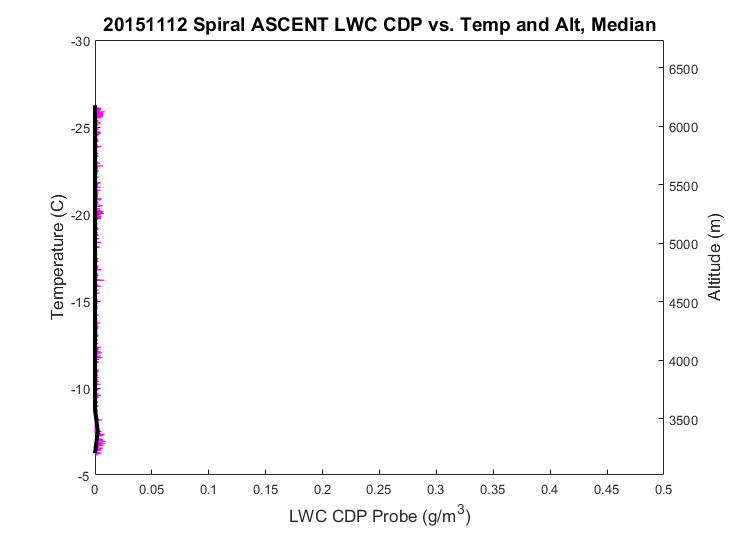 20151112 Spiral ASCENT LWC CDP vs. Temp and Alt, Median
-30
-25
-20
-15
-10
-5
Temperature (C)
6500
6000
5500
5000
4500
4000
3500
Altitude (m)
0 0.05 0.1 0.15 0.2 0.25 0.3 0.35 0.4 0.45 0.5
LWC CDP Probe (g/m³)